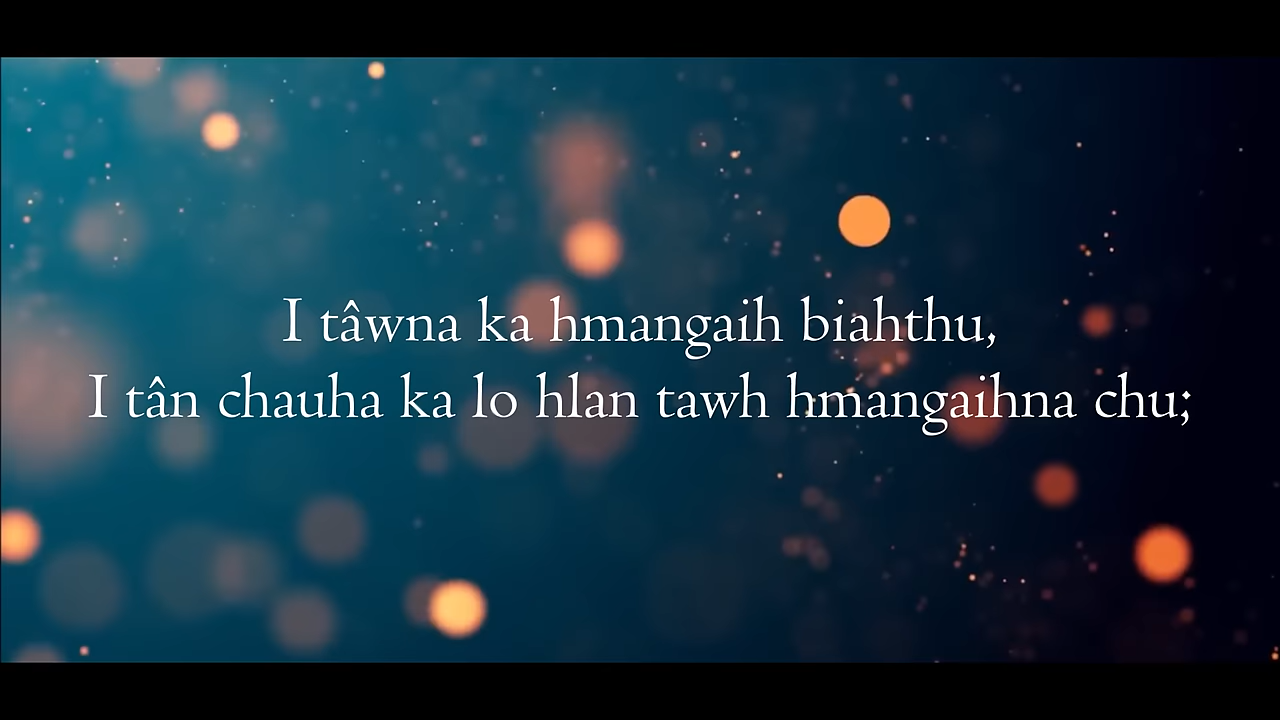 I tâwna ka hmangaih biahthu,
I tân chauha ka lo hlan tawh hmangaihna chu;